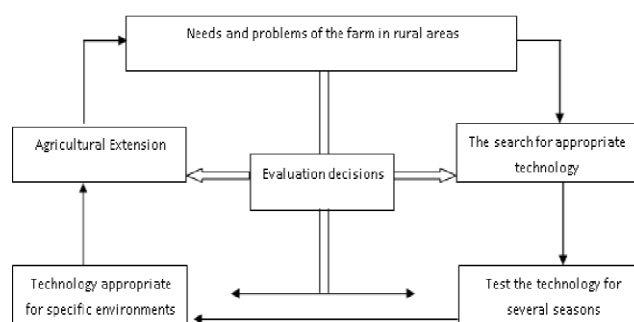 Needs and problems of the farm in rural areas
Agricultural Extension
Evaluation decisions
The search for appropriate
technology
Technology appropriate
for specific environments
Test the technology for
several seasons